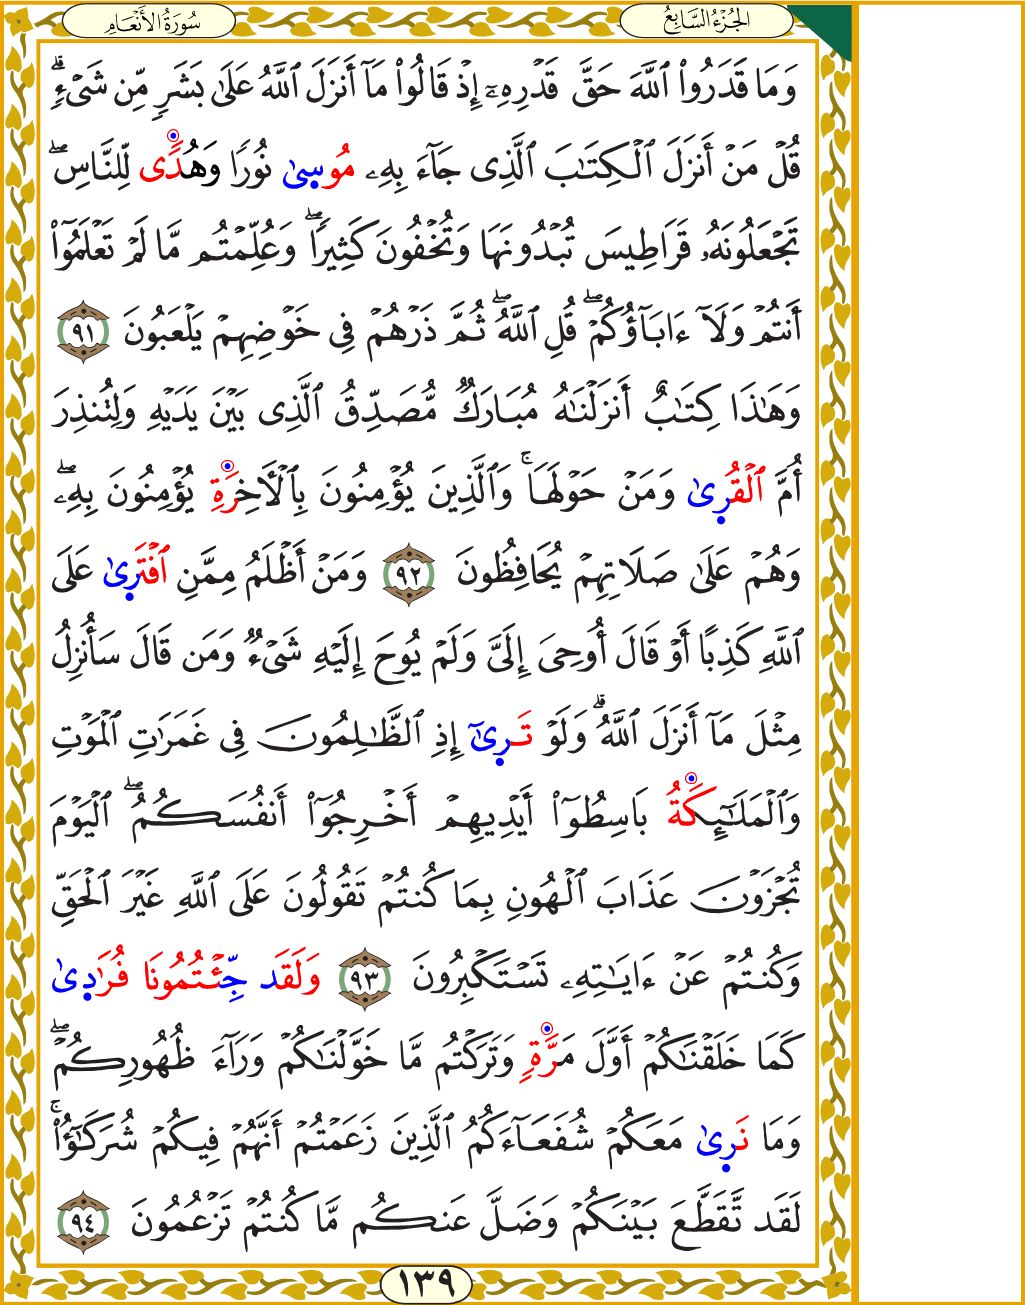 الجُزْءُ السَّابِعُ
سُورَةُ الأَنْعَامِ
وَمَا قَدَرُواْ ٱللَّهَ حَقَّ قَدۡرِهِۦٓ إِذۡ قَالُواْ مَآ أَنزَلَ ٱللَّهُ عَلَىٰ بَشَرٖ مِّن شَيۡءٖۗ
قُلۡ مَنۡ أَنزَلَ ٱلۡكِتَٰبَ ٱلَّذِي جَآءَ بِهِۦ مُوسٜىٰ نُورٗا وَهُدٗى لِّلنَّاسِۖ
تَجۡعَلُونَهُۥ قَرَاطِيسَ تُبۡدُونَهَا وَتُخۡفُونَ كَثِيرٗاۖ وَعُلِّمۡتُم مَّا لَمۡ تَعۡلَمُوٓاْ
أَنتُمۡ وَلَآ ءَابَآؤُكُمۡۖ قُلِ ٱللَّهُۖ ثُمَّ ذَرۡهُمۡ فِي خَوۡضِهِمۡ يَلۡعَبُونَ ٩١
وَهَٰذَا كِتَٰبٌ أَنزَلۡنَٰهُ مُبَارَكٞ مُّصَدِّقُ ٱلَّذِي بَيۡنَ يَدَيۡهِ وَلِتُنذِرَ
أُمَّ ٱلۡقُرٜىٰ وَمَنۡ حَوۡلَهَاۚ وَٱلَّذِينَ يُؤۡمِنُونَ بِٱلۡأٓخِرَةِ يُؤۡمِنُونَ بِهِۦۖ
وَهُمۡ عَلَىٰ صَلَاتِهِمۡ يُحَافِظُونَ ٩٢ وَمَنۡ أَظۡلَمُ مِمَّنِ ٱفۡتَرٜىٰ عَلَى
ٱللَّهِ كَذِبًا أَوۡ قَالَ أُوحِيَ إِلَيَّ وَلَمۡ يُوحَ إِلَيۡهِ شَيۡءٞ وَمَن قَالَ سَأُنزِلُ
مِثۡلَ مَآ أَنزَلَ ٱللَّهُۗ وَلَوۡ تَرٜىٰٓ إِذِ ٱلظَّٰلِمُونَ فِي غَمَرَٰتِ ٱلۡمَوۡتِ
وَٱلۡمَلَٰٓئِكَةُ بَاسِطُوٓاْ أَيۡدِيهِمۡ أَخۡرِجُوٓاْ أَنفُسَكُمُۖ ٱلۡيَوۡمَ
تُجۡزَوۡنَ عَذَابَ ٱلۡهُونِ بِمَا كُنتُمۡ تَقُولُونَ عَلَى ٱللَّهِ غَيۡرَ ٱلۡحَقِّ
وَكُنتُمۡ عَنۡ ءَايَٰتِهِۦ تَسۡتَكۡبِرُونَ ٩٣ وَلَقَد جِّئۡتُمُونَا فُرَٰدٜىٰ
كَمَا خَلَقۡنَٰكُمۡ أَوَّلَ مَرَّةٖ وَتَرَكۡتُم مَّا خَوَّلۡنَٰكُمۡ وَرَآءَ ظُهُورِكُمۡۖ
وَمَا نَرٜىٰ مَعَكُمۡ شُفَعَآءَكُمُ ٱلَّذِينَ زَعَمۡتُمۡ أَنَّهُمۡ فِيكُمۡ شُرَكَٰٓؤُاْۚ
لَقَد تَّقَطَّعَ بَيۡنُكُمۡ وَضَلَّ عَنكُم مَّا كُنتُمۡ تَزۡعُمُونَ ٩٤
١٣٩